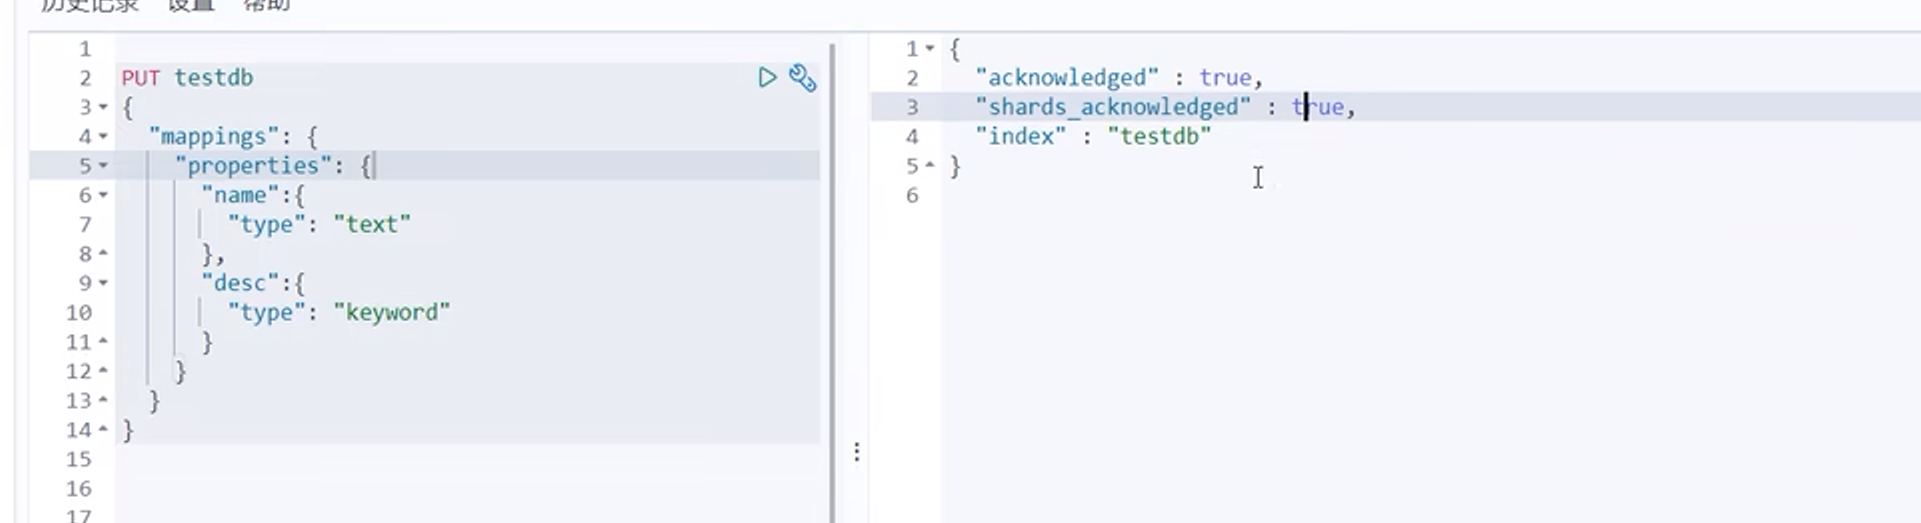 历史记录 设置 帮助
1
2 PUT testdb
3 {
4 "mappings": {
5 "properties": {
6 "name":{
7 "type": "text"
8 },
9 "desc":{
10 "type": "keyword"
11 }
12 }
13 }
14 }
15
16
17
1 {
2 "acknowledged" : true,
3 "shards_acknowledged" : true,
4 "index" : "testdb"
5 }
6